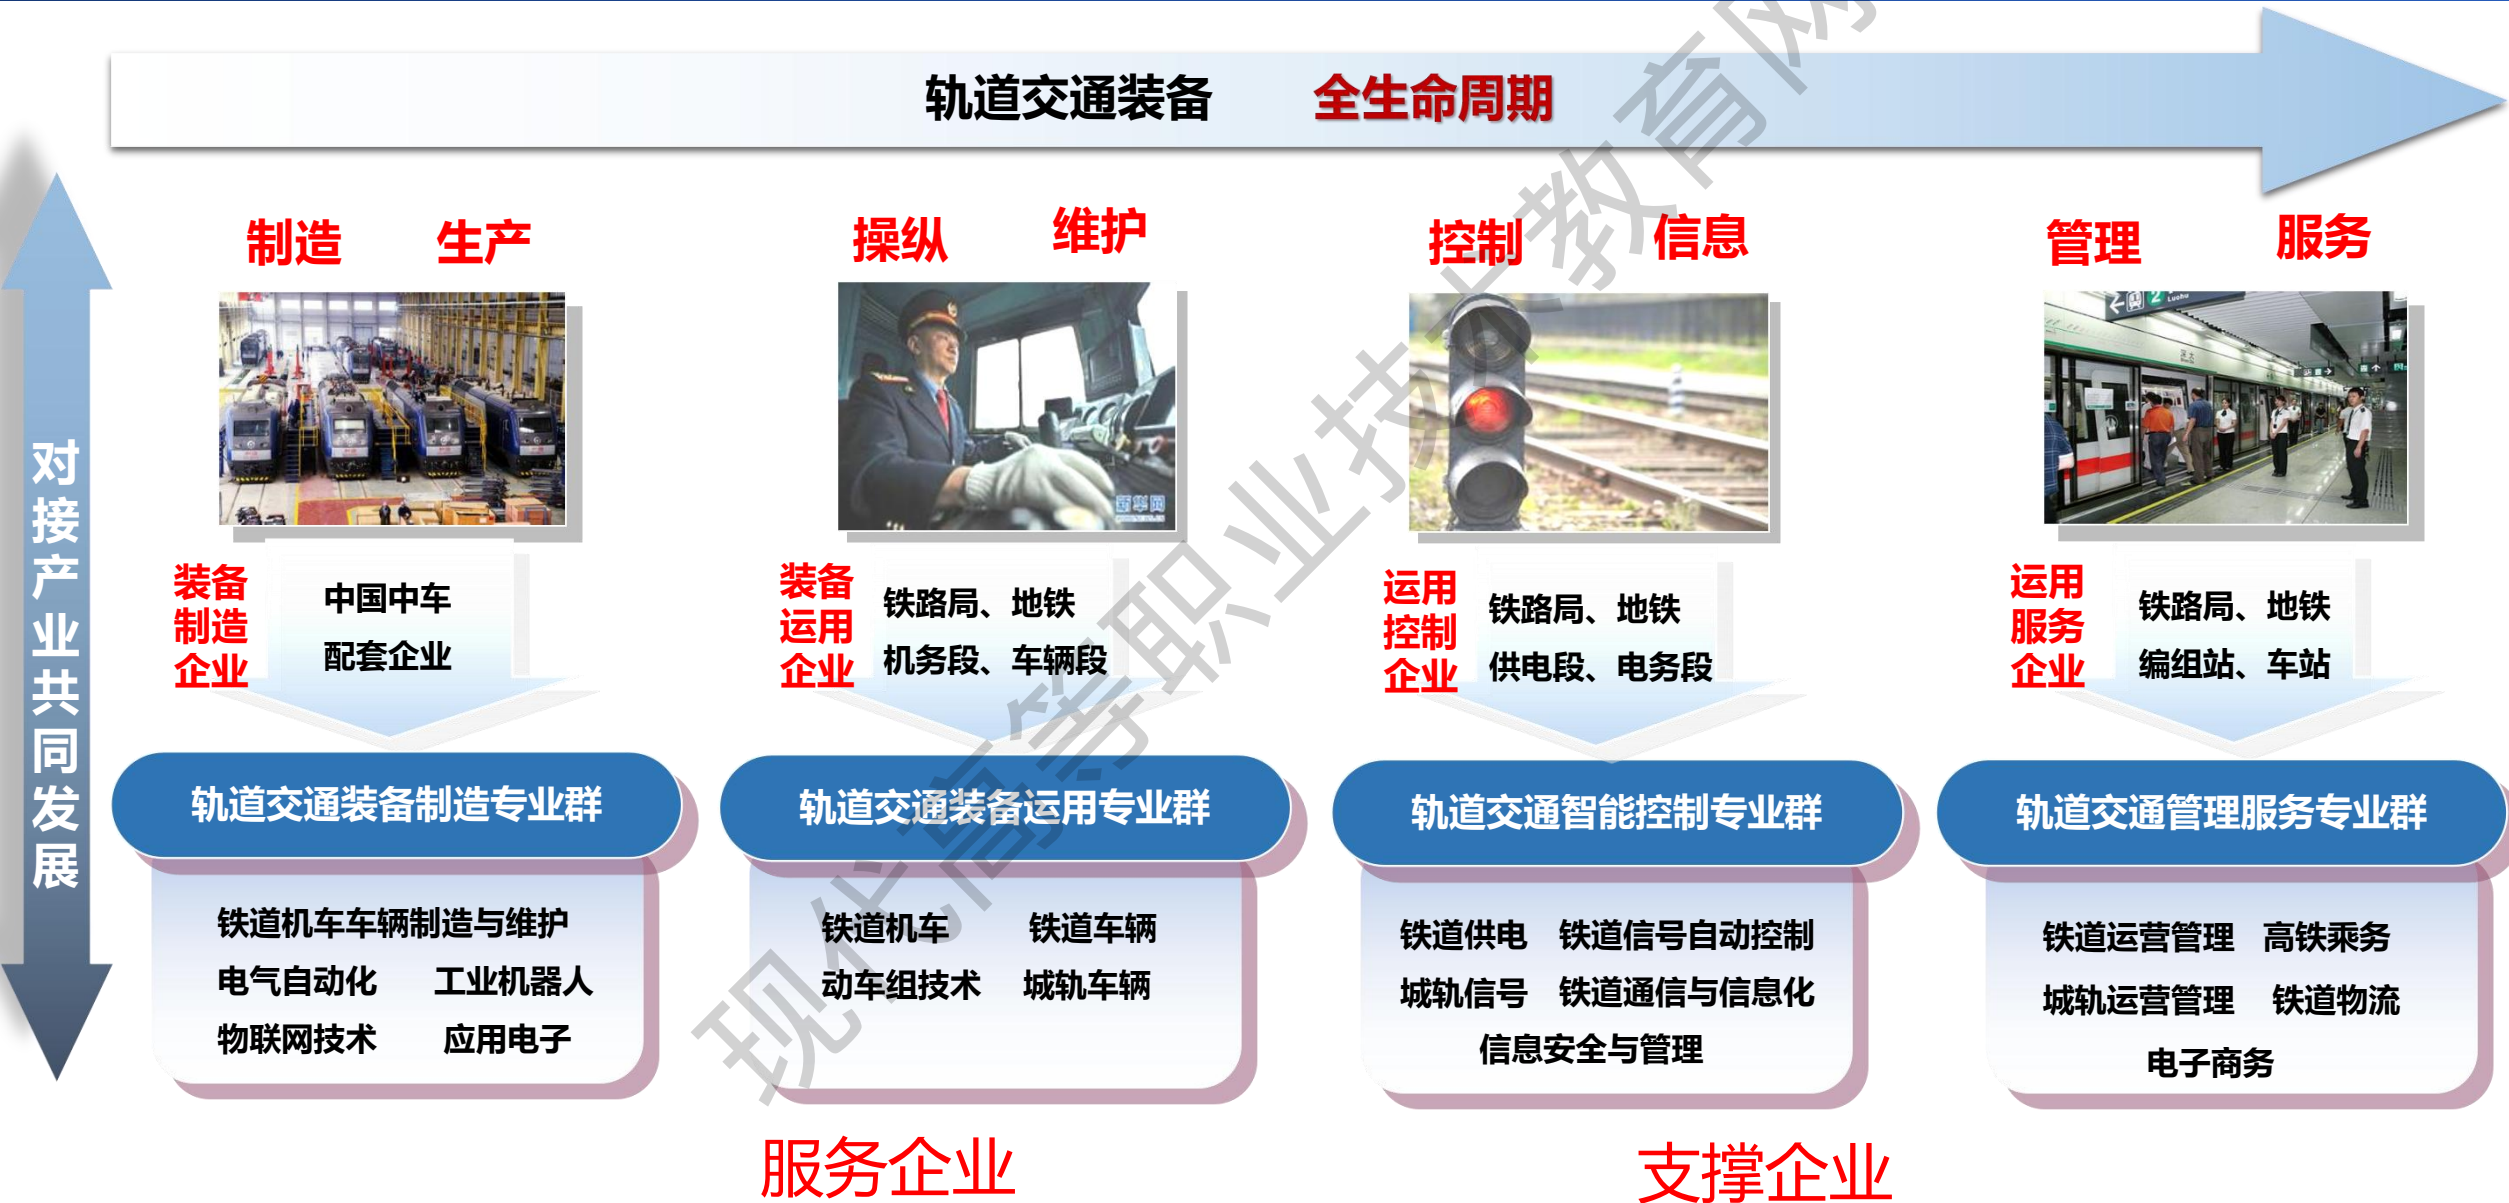 轨道交通装备 全生命周期
对接产业共同发展
制造 生产
操纵 维护
控制 信息
管理 服务
新华网
2
Luohu
装备
制造
企业
中国中车
配套企业
装备
运用
企业
铁路局、地铁
机务段、车辆段
运用
控制
企业
铁路局、地铁
供电段、电务段
运用
服务
企业
铁路局、地铁
编组站、车站
轨道交通装备制造专业群
铁道机车车辆制造与维护
电气自动化 工业机器人
物联网技术 应用电子
轨道交通装备运用专业群
铁道机车 铁道车辆
动车组技术 城轨车辆
轨道交通智能控制专业群
铁道供电 铁道信号自动控制
城轨信号 铁道通信与信息化
信息安全与管理
轨道交通管理服务专业群
铁道运营管理 高铁乘务
城轨运营管理 铁道物流
电子商务
服务企业
支撑企业
现代高等职业技术教育网